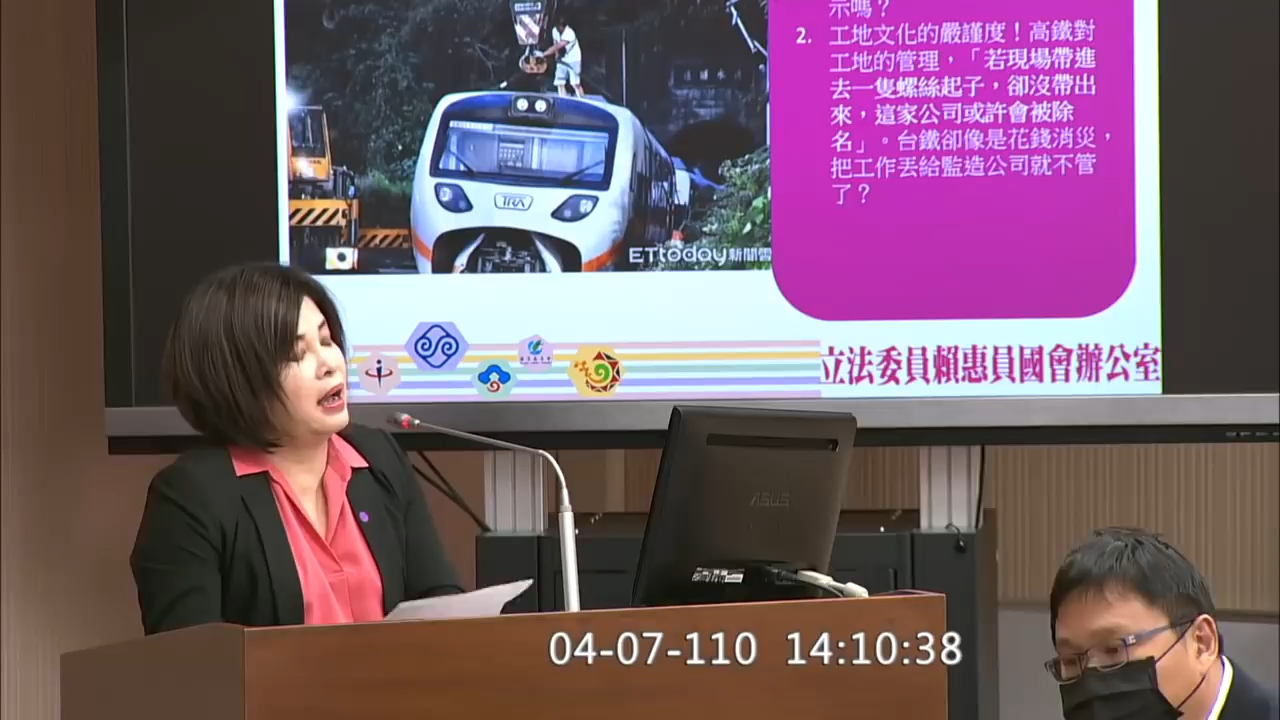 示嗎？
2. 工地文化的嚴謹度！高鐵對
工地的管理，「若現場帶進
去一隻螺絲起子，卻沒帶出
來，這家公司或許會被除
名」。台鐵卻像是花錢消災，
把工作丟給監造公司就不管
了？
TRA
ETtoday新聞雲
立法委員賴惠員國會辦公室
ASUS
04-07-110 14:10:38